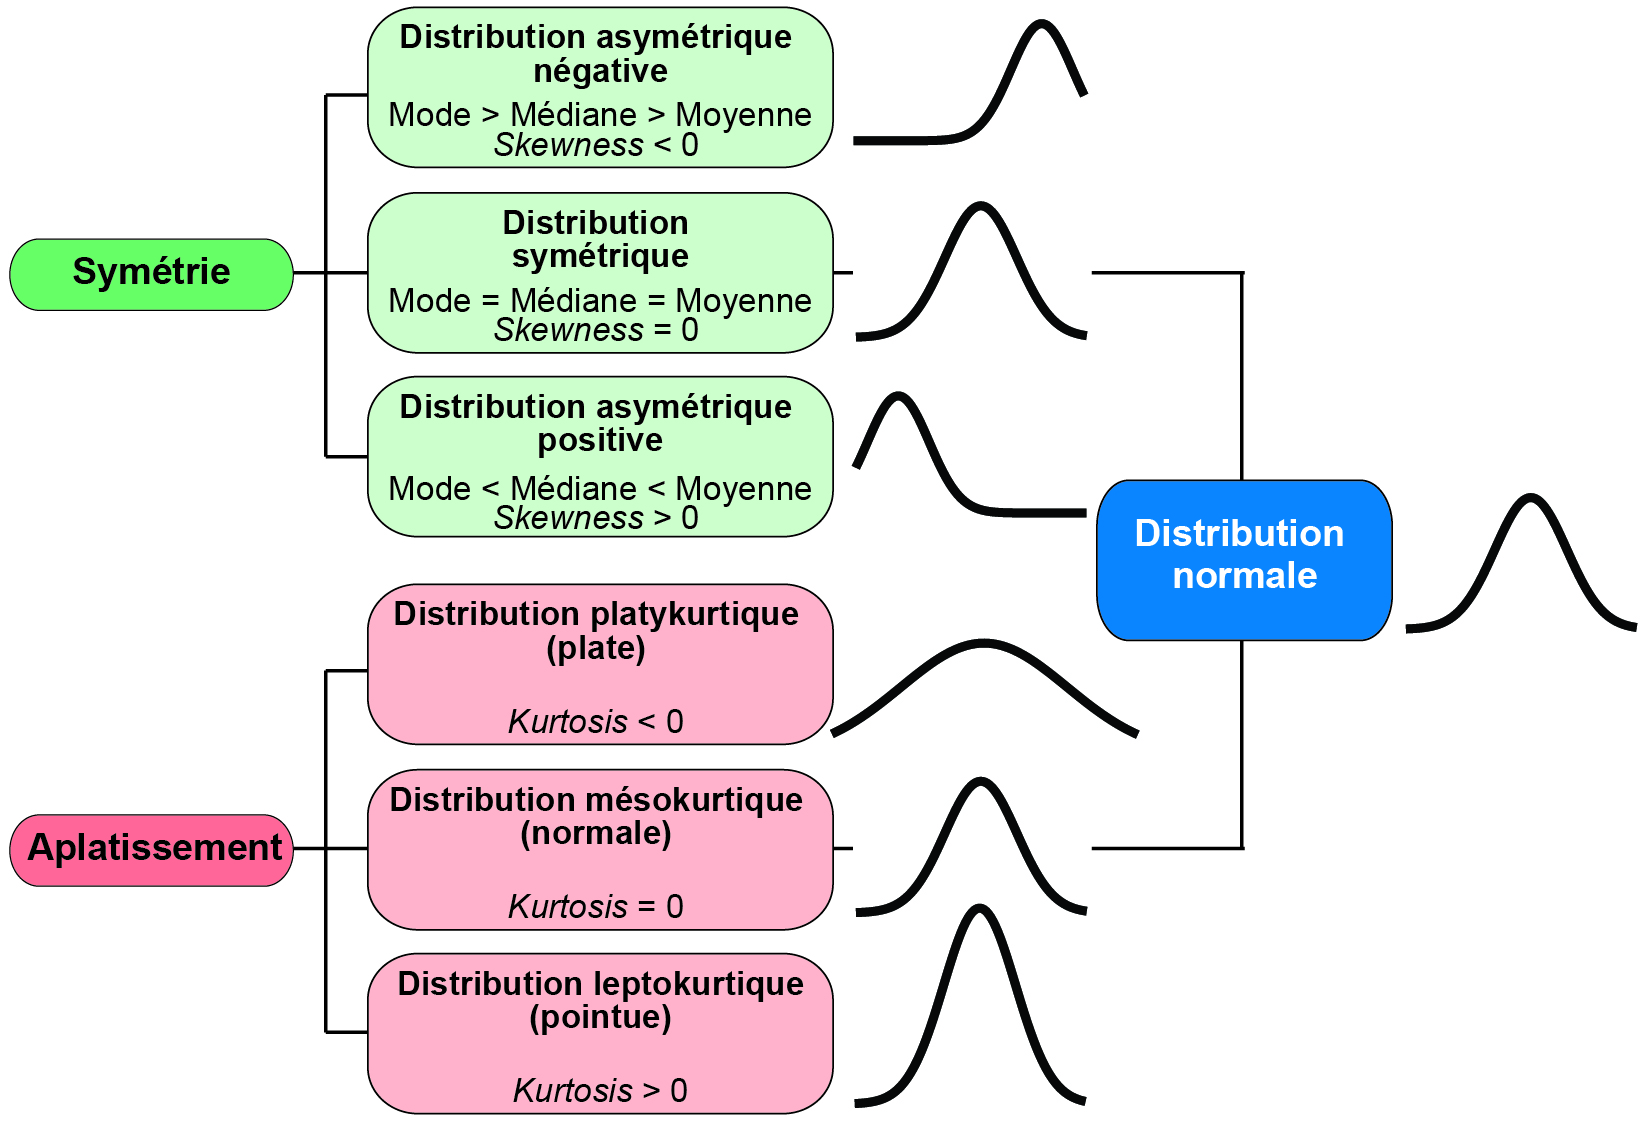 Symétrie
Distribution asymétrique
négative
Mode > Médiane > Moyenne
Skewness < 0
Distribution
symétrique
Mode = Médiane = Moyenne
Skewness = 0
Distribution asymétrique
positive
Mode < Médiane < Moyenne
Skewness > 0
Aplatissement
Distribution platykurtique
(plate)
Kurtosis < 0
Distribution mésokurtique
(normale)
Kurtosis = 0
Distribution leptokurtique
(pointue)
Kurtosis > 0
Distribution
normale